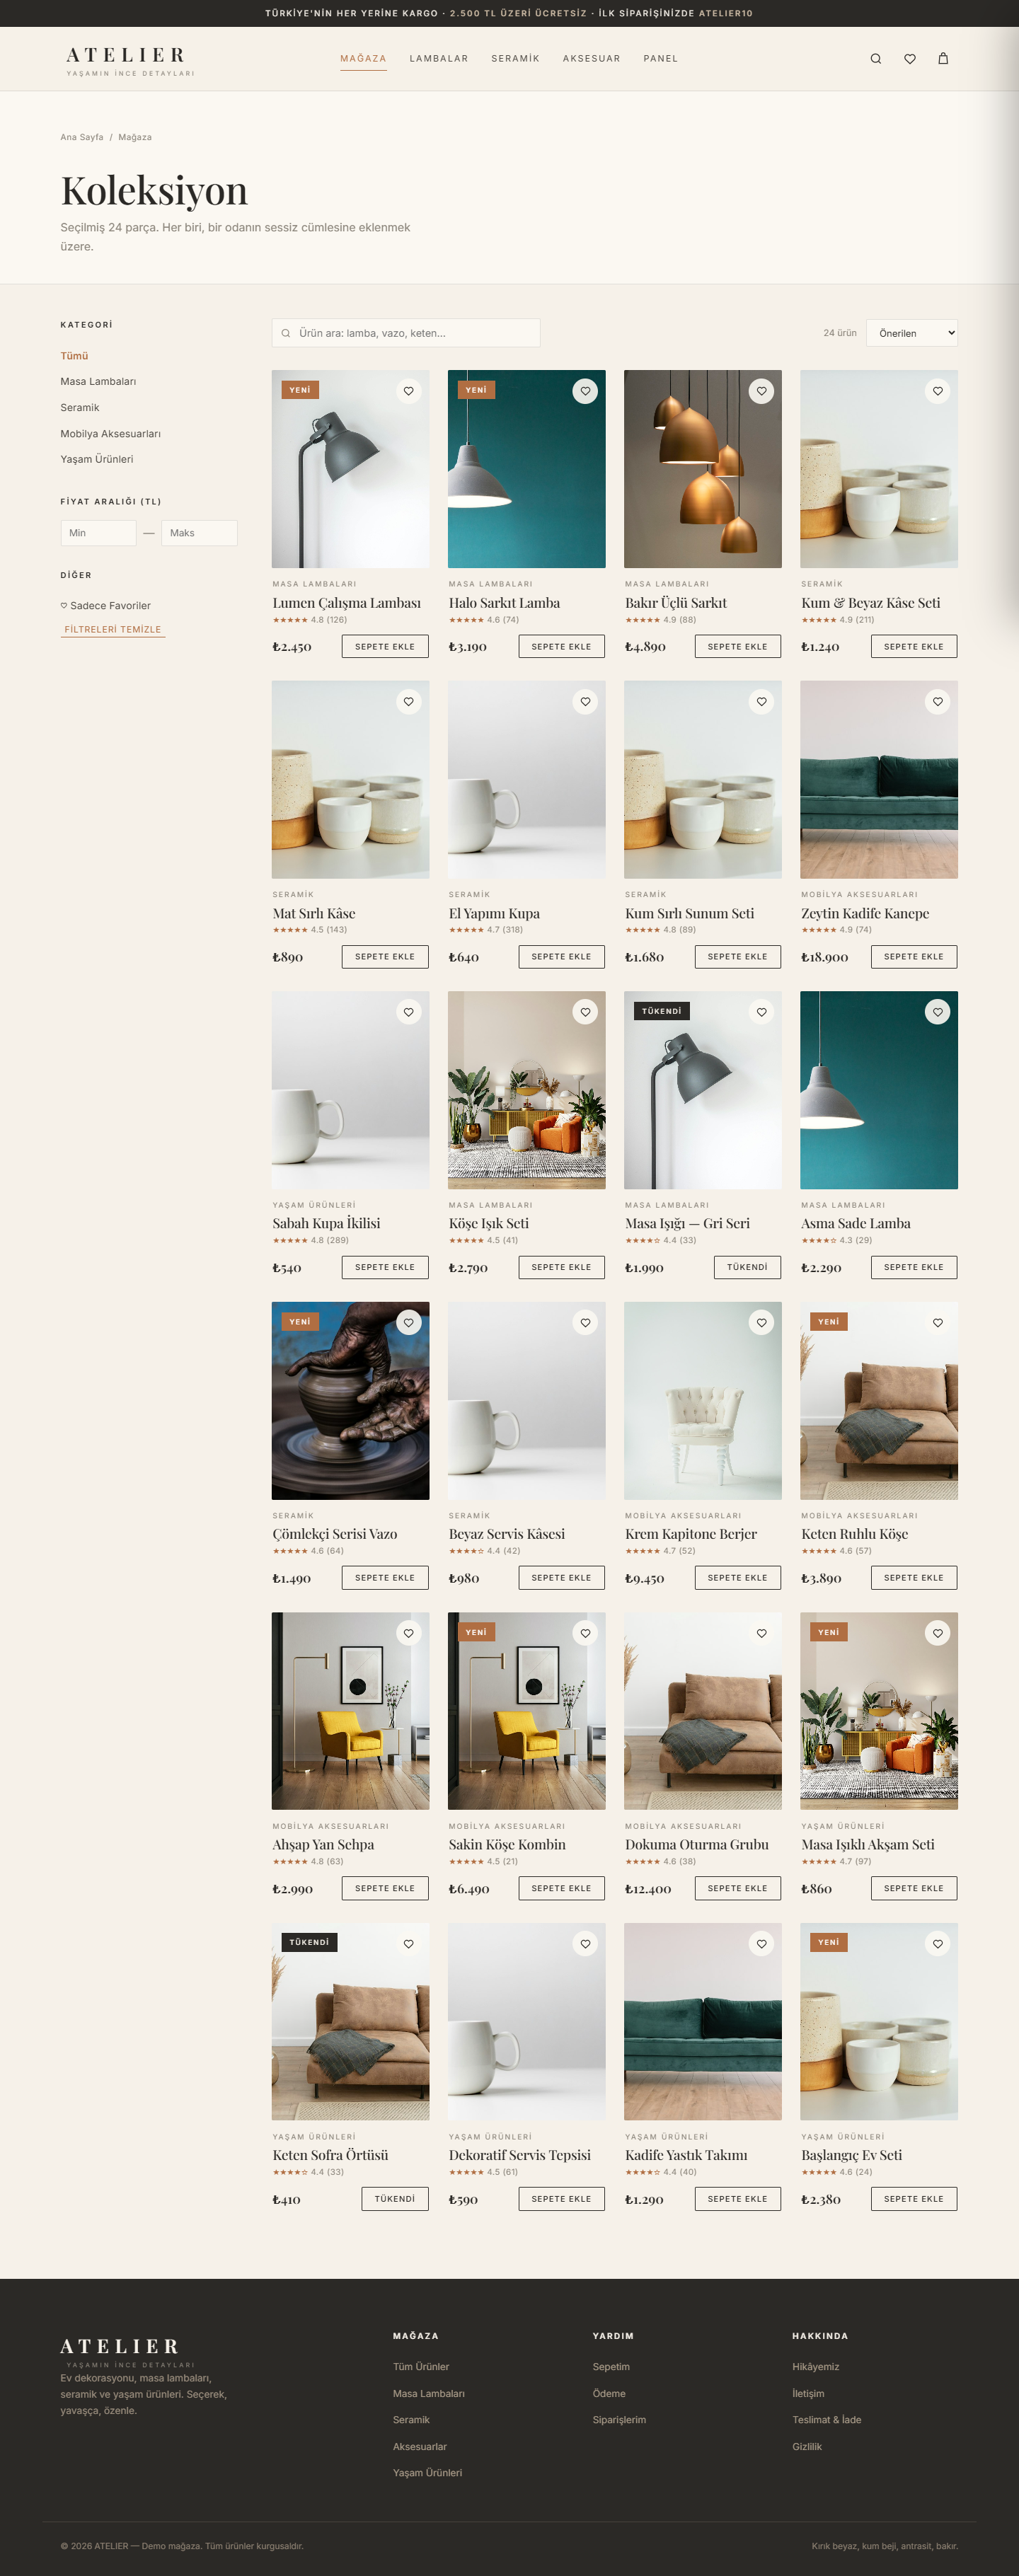 TÜRKİYE'NİN HER YERİNE KARGO · 2.500 TL ÜZERİ ÜCRETSİZ · İLK SİPARİŞİNİZDE ATELIER10
ATELIER
YAŞAMIN İNCE DETAYLARI
MAĞAZA LAMBALAR SERAMİK AKSESUAR PANEL
Ana Sayfa / Mağaza
Koleksiyon
Seçilmiş 24 parça. Her biri, bir odanın sessiz cümlesine eklenmek
üzere.
KATEGORİ
Tümü
Masa Lambaları
Seramik
Mobilya Aksesuarları
Yaşam Ürünleri
FİYAT ARALIĞI (TL)
Min — Maks
DİĞER
♡ Sadece Favoriler
FİLTRELERİ TEMİZLE
Ürün ara: lamba, vazo, keten...
24 ürün Önerilen
YENİ
MASA LAMBALARI
Lumen Çalışma Lambası
★★★★★ 4.8 (126)
₺2.450 SEPETE EKLE
YENİ
MASA LAMBALARI
Halo Sarkıt Lamba
★★★★★ 4.6 (74)
₺3.190 SEPETE EKLE
MASA LAMBALARI
Bakır Üçlü Sarkıt
★★★★★ 4.9 (88)
₺4.890 SEPETE EKLE
SERAMİK
Kum & Beyaz Kâse Seti
★★★★★ 4.9 (211)
₺1.240 SEPETE EKLE
SERAMİK
Mat Sırlı Kâse
★★★★★ 4.5 (143)
₺890 SEPETE EKLE
SERAMİK
El Yapımı Kupa
★★★★★ 4.7 (318)
₺640 SEPETE EKLE
SERAMİK
Kum Sırlı Sunum Seti
★★★★★ 4.8 (89)
₺1.680 SEPETE EKLE
MOBİLYA AKSESUARLARI
Zeytin Kadife Kanepe
★★★★★ 4.9 (74)
₺18.900 SEPETE EKLE
YAŞAM ÜRÜNLERİ
Sabah Kupa İkilisi
★★★★★ 4.8 (289)
₺540 SEPETE EKLE
MASA LAMBALARI
Köşe Işık Seti
★★★★★ 4.5 (41)
₺2.790 SEPETE EKLE
TÜKENDİ
MASA LAMBALARI
Masa Işığı — Gri Seri
★★★★☆ 4.4 (33)
₺1.990 TÜKENDİ
MASA LAMBALARI
Asma Sade Lamba
★★★★☆ 4.3 (29)
₺2.290 SEPETE EKLE
YENİ
SERAMİK
Çömlekçi Serisi Vazo
★★★★★ 4.6 (64)
₺1.490 SEPETE EKLE
SERAMİK
Beyaz Servis Kâsesi
★★★★☆ 4.4 (42)
₺980 SEPETE EKLE
MOBİLYA AKSESUARLARI
Krem Kapitone Berjer
★★★★★ 4.7 (52)
₺9.450 SEPETE EKLE
YENİ
MOBİLYA AKSESUARLARI
Keten Ruhlu Köşe
★★★★★ 4.6 (57)
₺3.890 SEPETE EKLE
MOBİLYA AKSESUARLARI
Ahşap Yan Sehpa
★★★★★ 4.8 (63)
₺2.990 SEPETE EKLE
YENİ
MOBİLYA AKSESUARLARI
Sakin Köşe Kombin
★★★★★ 4.5 (21)
₺6.490 SEPETE EKLE
MOBİLYA AKSESUARLARI
Dokuma Oturma Grubu
★★★★★ 4.6 (38)
₺12.400 SEPETE EKLE
YENİ
YAŞAM ÜRÜNLERİ
Masa Işıklı Akşam Seti
★★★★★ 4.7 (97)
₺860 SEPETE EKLE
TÜKENDİ
YAŞAM ÜRÜNLERİ
Keten Sofra Örtüsü
★★★★☆ 4.4 (33)
₺410 TÜKENDİ
YAŞAM ÜRÜNLERİ
Dekoratif Servis Tepsisi
★★★★★ 4.5 (61)
₺590 SEPETE EKLE
YAŞAM ÜRÜNLERİ
Kadife Yastık Takımı
★★★★☆ 4.4 (40)
₺1.290 SEPETE EKLE
YENİ
YAŞAM ÜRÜNLERİ
Başlangıç Ev Seti
★★★★★ 4.6 (24)
₺2.380 SEPETE EKLE
ATELIER
YAŞAMIN İNCE DETAYLARI
Ev dekorasyonu, masa lambaları,
seramik ve yaşam ürünleri. Seçerek,
yavaşça, özenle.
MAĞAZA
Tüm Ürünler
Masa Lambaları
Seramik
Aksesuarlar
Yaşam Ürünleri
YARDIM
Sepetim
Ödeme
Siparişlerim
HAKKINDA
Hikâyemiz
İletişim
Teslimat & İade
Gizlilik
© 2026 ATELIER — Demo mağaza. Tüm ürünler kurgusaldır.
Kırık beyaz, kum beji, antrasit, bakır.